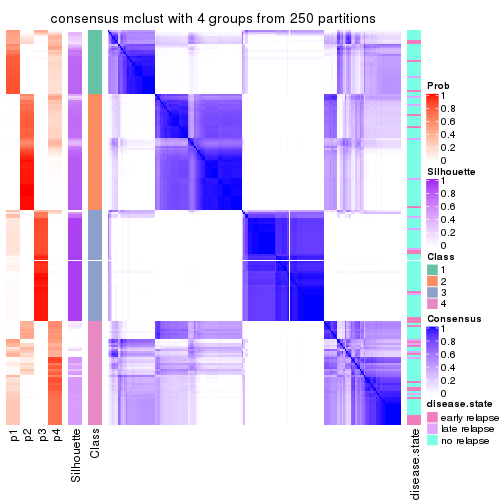 consensus mclust with 4 groups from 250 partitions
Prob
1
0.8
0.6
0.4
0.2
0
Silhouette
1
0.8
0.6
0.4
0.2
0
Class
1
2
3
4
Consensus
1
0.8
0.6
0.4
0.2
0
disease.state
early relapse
late relapse
no relapse
p1
p2
p3
p4
Silhouette
Class
disease.state